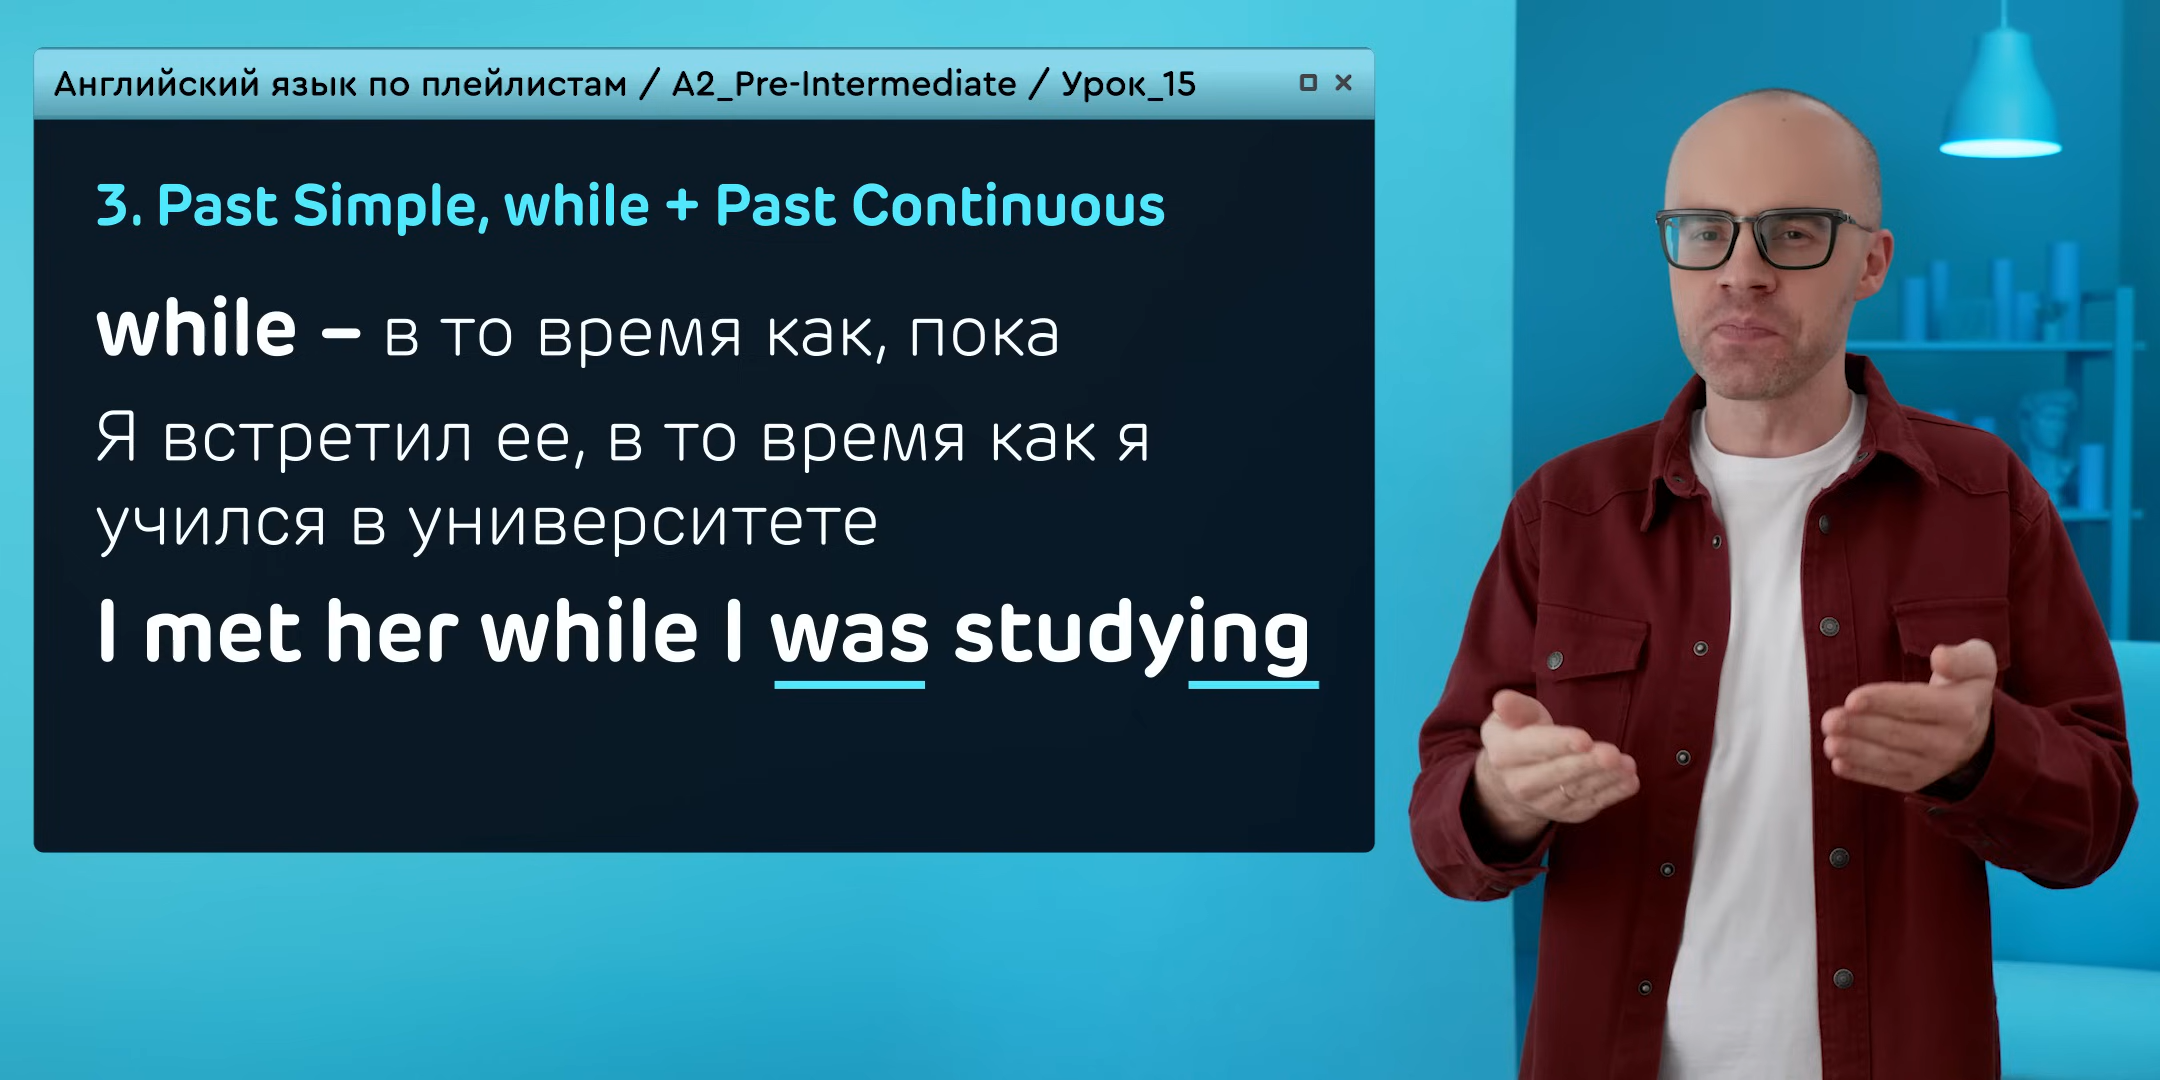 Английский язык по плейлистам / A2_Pre-Intermediate / Урок_15
3. Past Simple, while + Past Continuous
while – в то время как, пока
Я встретил ее, в то время как я
учился в университете
I met her while I was studying